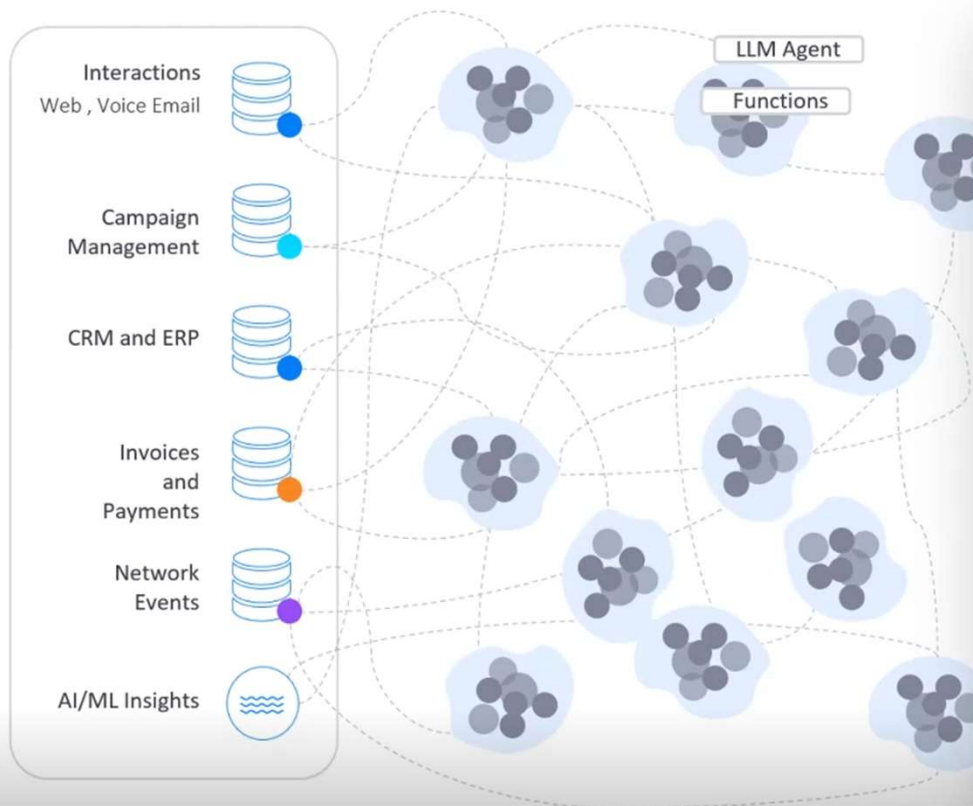 Interactions
Web , Voice Email
Campaign
Management
CRM and ERP
Invoices
and
Payments
Network
Events
AI/ML Insights
LLM Agent
Functions